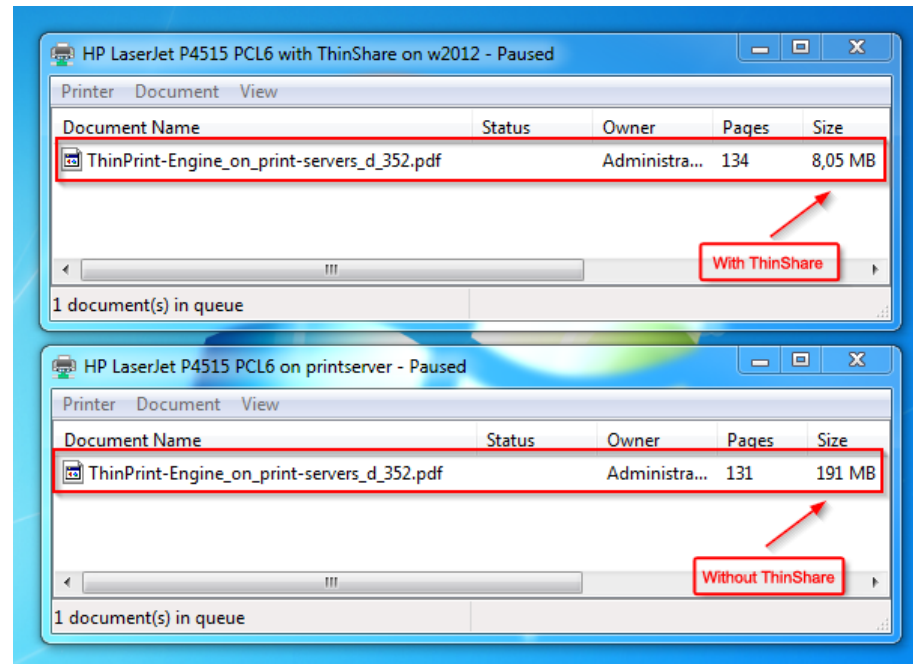 HP LaserJet P4515 PCL6 with ThinShare on w2012 - Paused
Printer Document View
Document Name Status Owner Pages Size
ThinPrint-Engine_on_print-servers_d_352.pdf Administra... 134 8,05 MB
With ThinShare
1 document(s) in queue
HP LaserJet P4515 PCL6 on printserver - Paused
Printer Document View
Document Name Status Owner Pages Size
ThinPrint-Engine_on_print-servers_d_352.pdf Administra... 131 191 MB
Without ThinShare
1 document(s) in queue